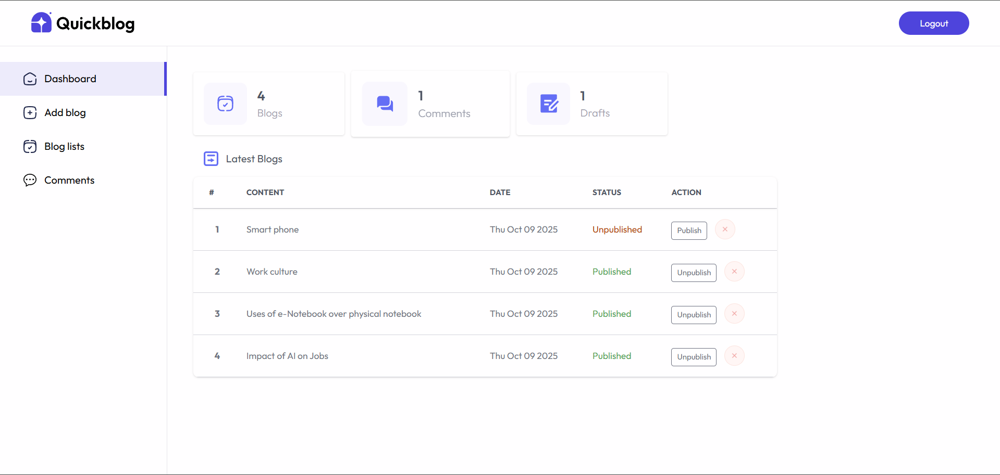 Quickblog
Logout
Dashboard
Add blog
Blog lists
Comments
4
Blogs
1
Comments
1
Drafts
Latest Blogs
# CONTENT DATE STATUS ACTION
1 Smart phone Thu Oct 09 2025 Unpublished Publish
2 Work culture Thu Oct 09 2025 Published Unpublish
3 Uses of e-Notebook over physical notebook Thu Oct 09 2025 Published Unpublish
4 Impact of AI on Jobs Thu Oct 09 2025 Published Unpublish